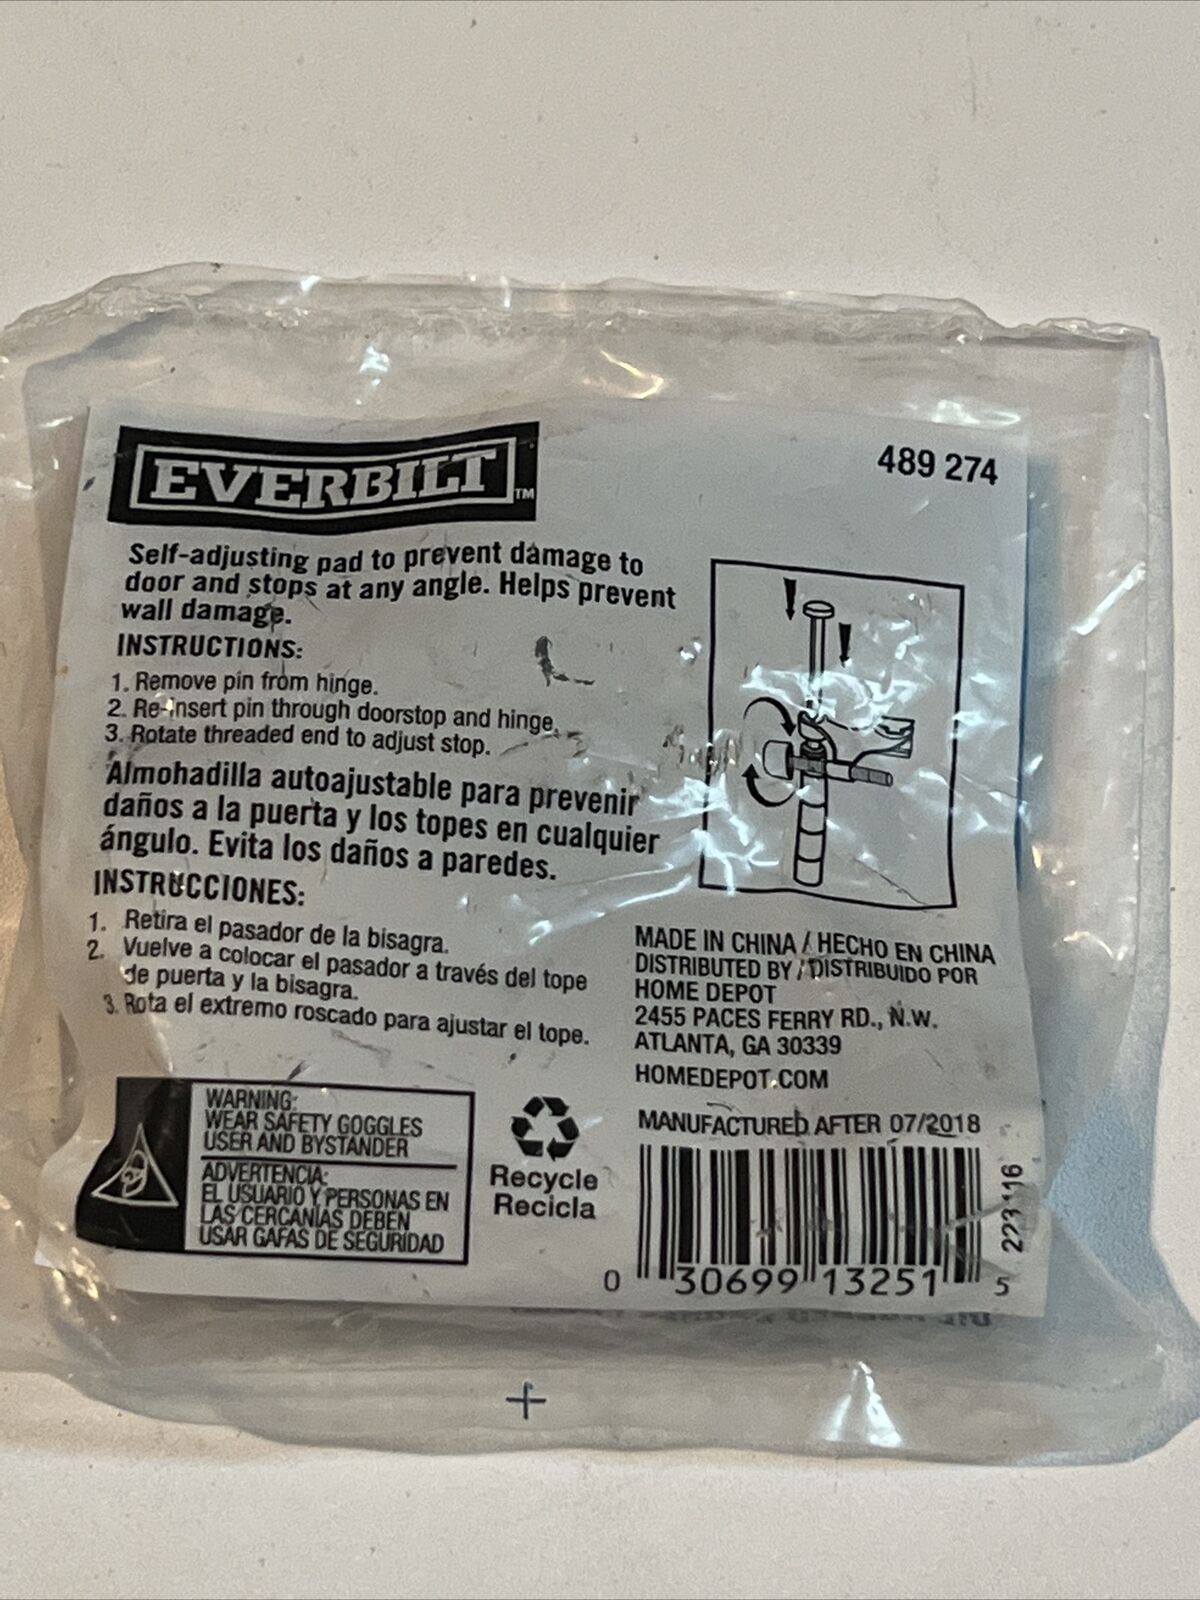 EVERBILT™
489 274
Self-adjusting pad to prevent damage to
door and stops at any angle. Helps prevent
wall damage.
INSTRUCTIONS:
1. Remove pin from hinge.
2. Re-insert pin through doorstop and hinge.
3. Rotate threaded end to adjust stop.
Almohadilla autoajustable para prevenir
daños a la puerta y los topes en cualquier
ángulo. Evita los daños a paredes.
INSTRUCCIONES:
1. Retira el pasador de la bisagra.
2. Vuelve a colocar el pasador a través del tope
de puerta y la bisagra.
3. Rota el extremo roscado para ajustar el tope.
MADE IN CHINA / HECHO EN CHINA
DISTRIBUTED BY / DISTRIBUIDO POR
HOME DEPOT
2455 PACES FERRY RD., N.W.
ATLANTA, GA 30339
HOMEDEPOT.COM
WARNING:
WEAR SAFETY GOGGLES
USER AND BYSTANDER
ADVERTENCIA:
EL USUARIO Y PERSONAS EN
LAS CERCANÍAS DEBEN
USAR GAFAS DE SEGURIDAD
Recycle
Recicla
MANUFACTURED AFTER 07/2018
0 30699 13251 5